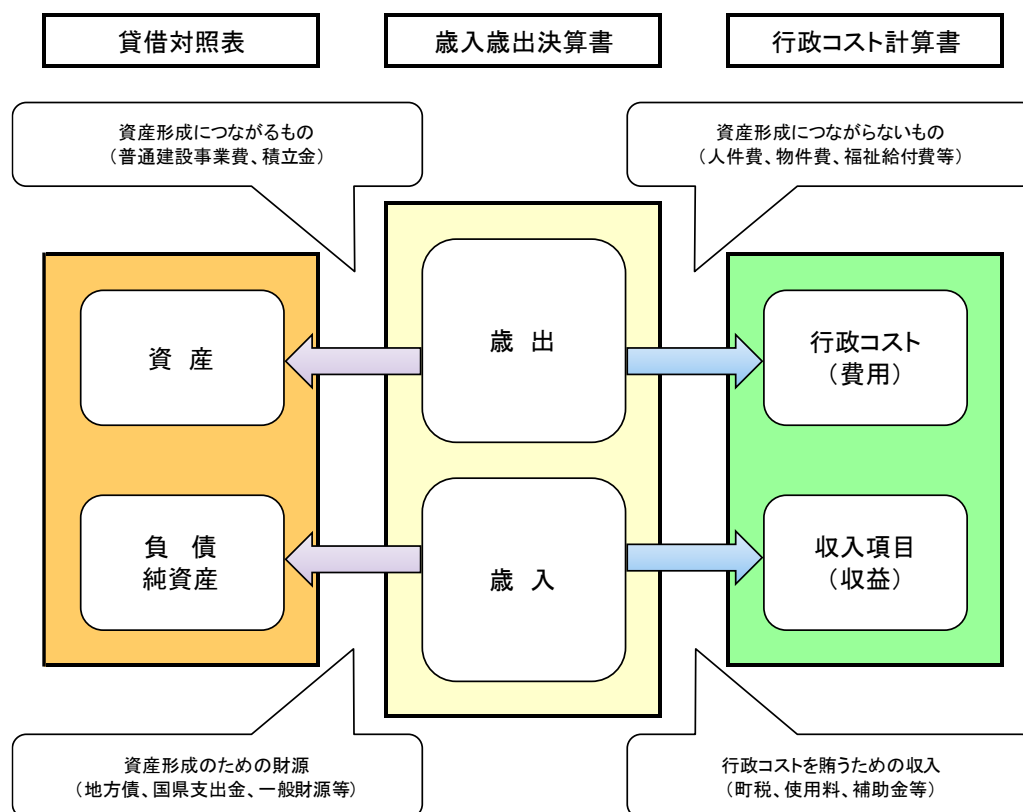 貸借対照表
歳入歳出決算書
行政コスト計算書
資産形成につながるもの
（普通建設事業費、積立金）
資産形成につながらないもの
（人件費、物件費、福祉給付費等）
資　産
歳　出
行政コスト
（費用）
負　債
純資産
歳　入
収入項目
（収益）
資産形成のための財源
（地方債、国県支出金、一般財源等）
行政コストを賄うための収入
（町税、使用料、補助金等）